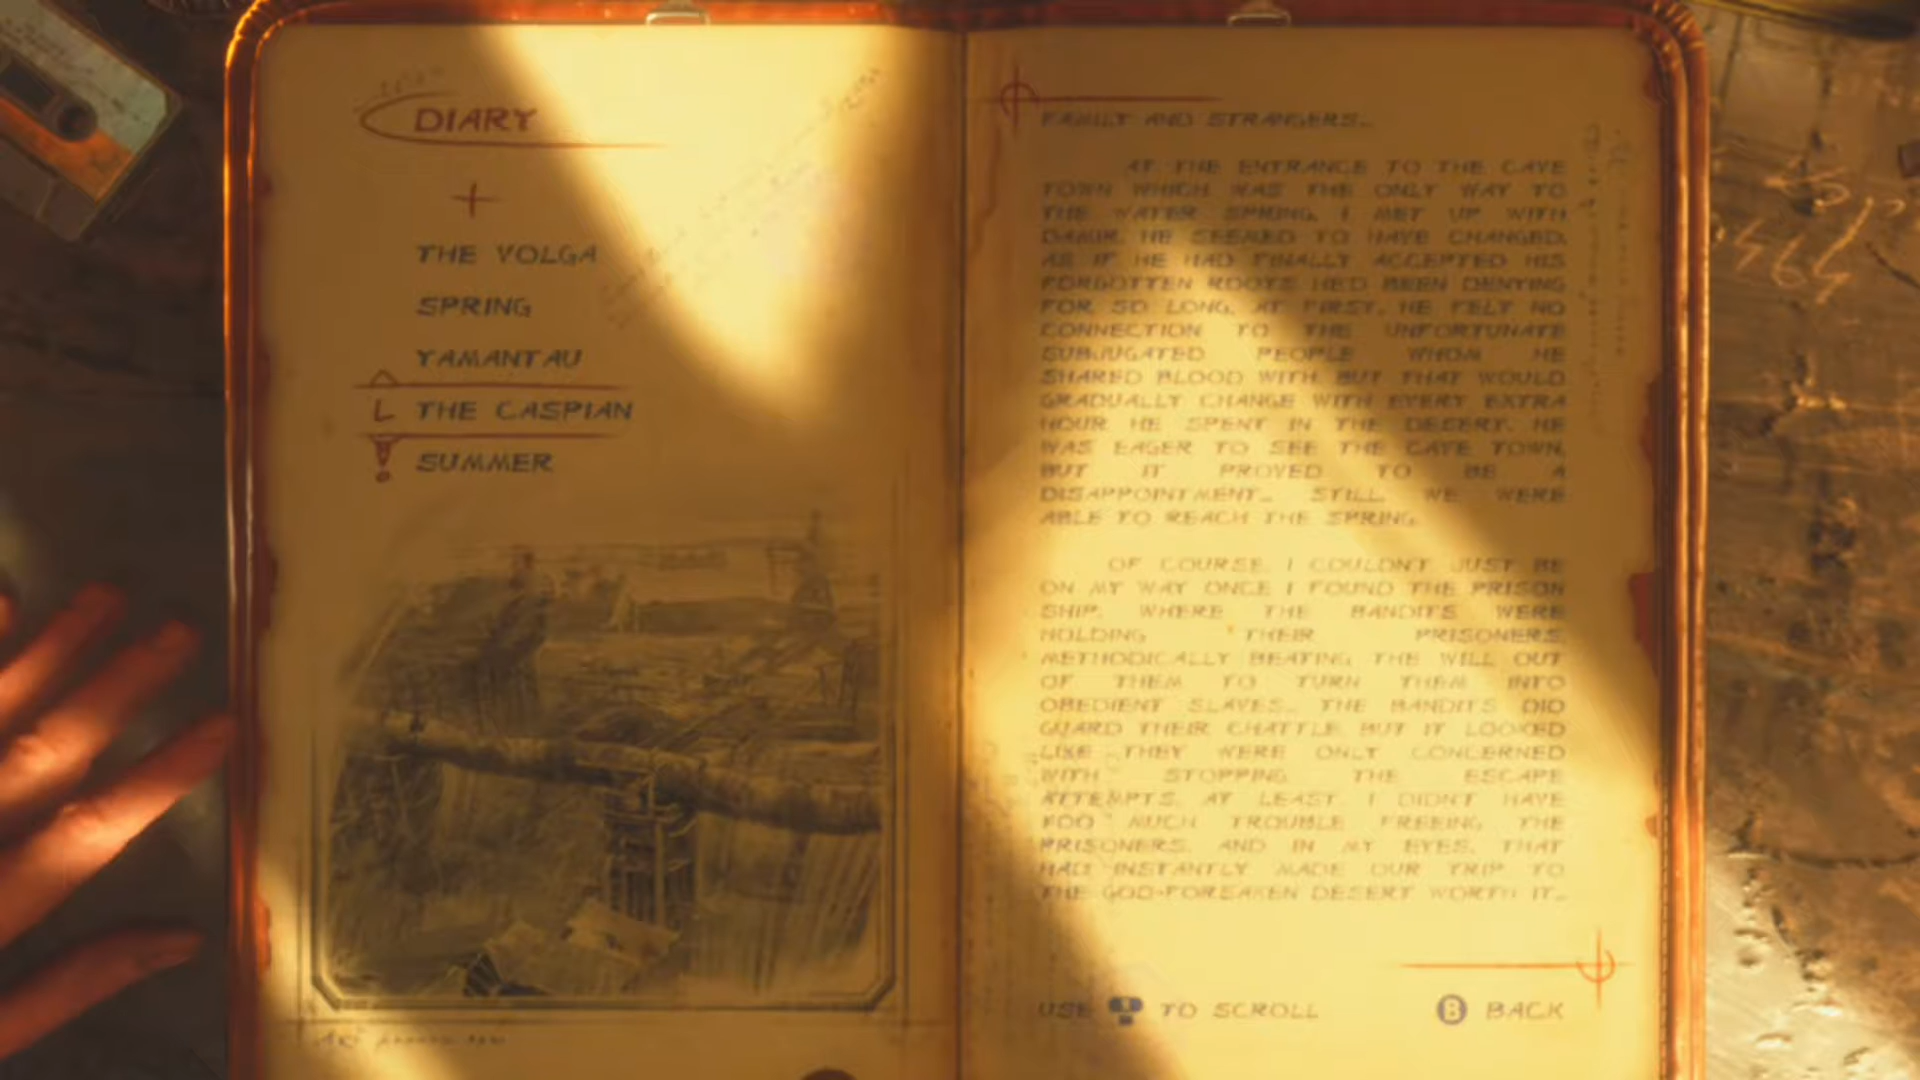 DIARY
THE VOLGA
SPRING
YAMANTAU
THE CASPIAN
SUMMER
FAMILY AND STRANGERS...
AT THE ENTRANCE TO THE CAVE
TOWN WHICH WAS THE ONLY WAY TO
THE WATER SPRING, I MET UP WITH
DAMIR. HE SEEMED TO HAVE CHANGED,
AS IF HE HAD FINALLY ACCEPTED HIS
FORGOTTEN ROOTS HE'D BEEN DENYING
FOR SO LONG. AT FIRST, HE FELT NO
CONNECTION TO THE UNFORTUNATE
SUBJUGATED PEOPLE WHOM HE
SHARED BLOOD WITH BUT THAT WOULD
GRADUALLY CHANGE WITH EVERY EXTRA
HOUR HE SPENT IN THE DESERT. HE
WAS EAGER TO SEE THE CAVE TOWN,
BUT IT PROVED TO BE A
DISAPPOINTMENT... STILL, WE WERE
ABLE TO REACH THE SPRING.
OF COURSE, I COULDN'T JUST BE
ON MY WAY ONCE I FOUND THE PRISON
SHIP, WHERE THE BANDITS WERE
HOLDING THEIR PRISONERS,
METHODICALLY BEATING THE WILL OUT
OF THEM TO TURN THEM INTO
OBEDIENT SLAVES... THE BANDITS DID
GUARD THEIR CHATTLE BUT IT LOOKED
LIKE THEY WERE ONLY CONCERNED
WITH STOPPING THE ESCAPE
ATTEMPTS. AT LEAST, I DIDN'T HAVE
TOO MUCH TROUBLE FREEING THE
PRISONERS. AND IN MY EYES, THAT
HAD INSTANTLY MADE OUR TRIP TO
THE GOD-FORSAKEN DESERT WORTH IT...
USE TO SCROLL
B BACK